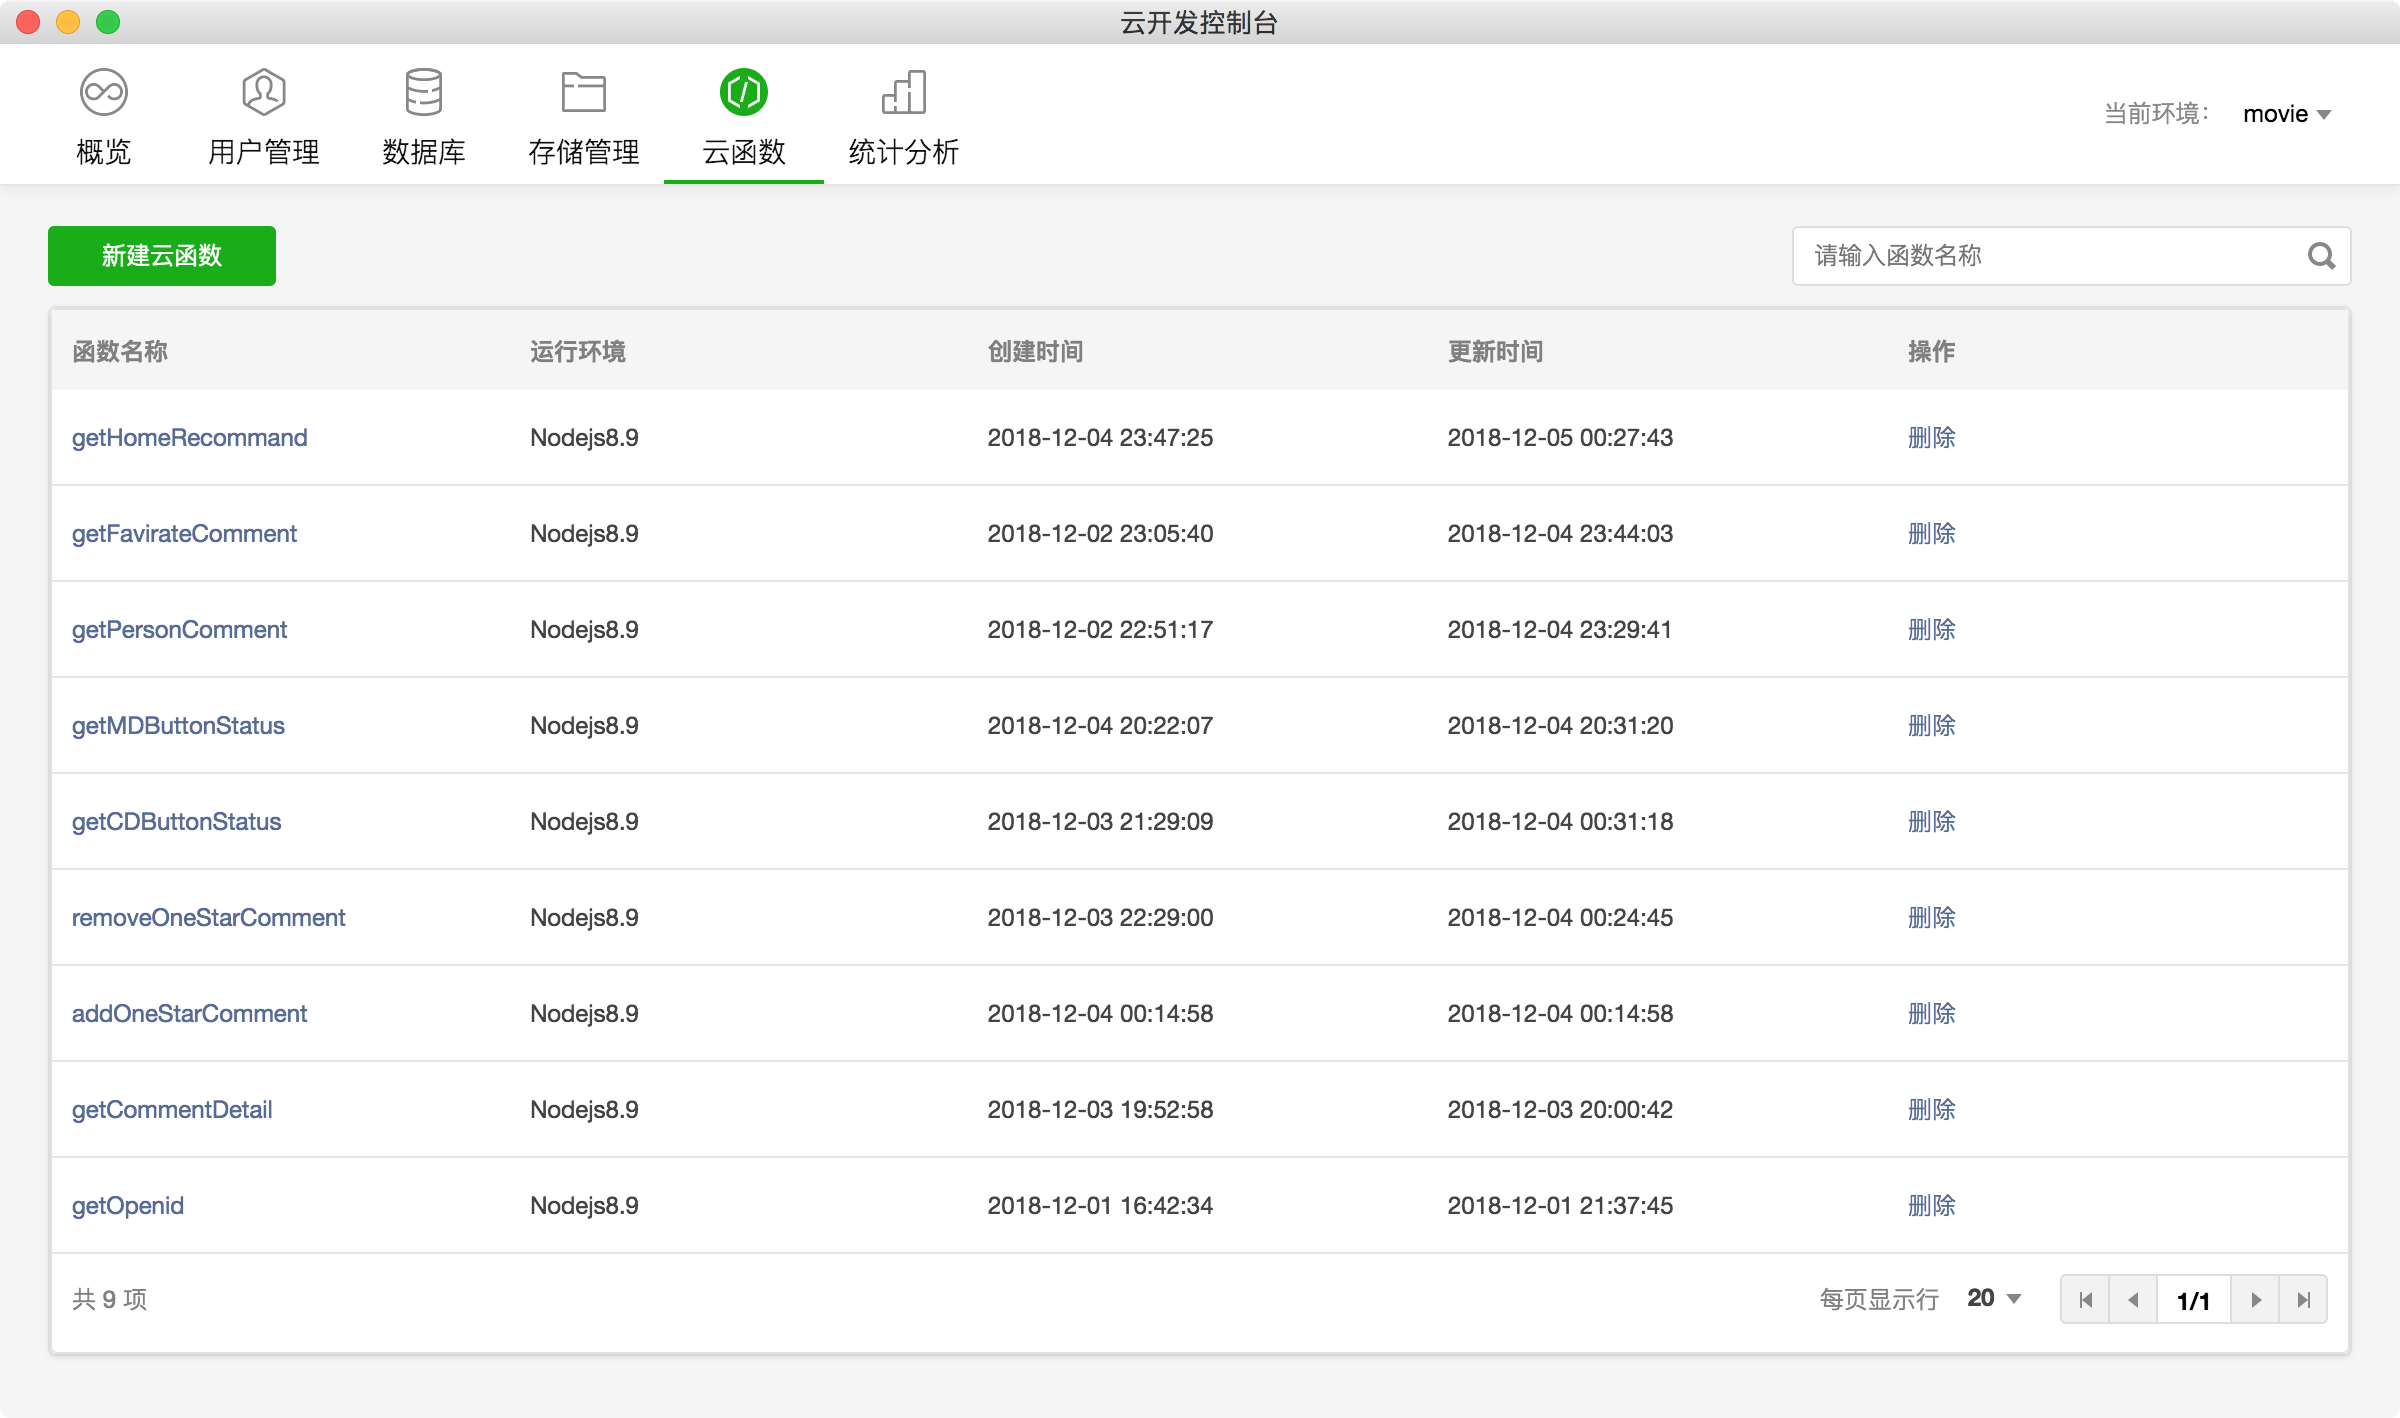 云开发控制台
概览 用户管理 数据库 存储管理 云函数 统计分析 当前环境： movie
新建云函数 请输入函数名称
函数名称 运行环境 创建时间 更新时间 操作
getHomeRecommand Nodejs8.9 2018-12-04 23:47:25 2018-12-05 00:27:43 删除
getFavirateComment Nodejs8.9 2018-12-02 23:05:40 2018-12-04 23:44:03 删除
getPersonComment Nodejs8.9 2018-12-02 22:51:17 2018-12-04 23:29:41 删除
getMDButtonStatus Nodejs8.9 2018-12-04 20:22:07 2018-12-04 20:31:20 删除
getCDButtonStatus Nodejs8.9 2018-12-03 21:29:09 2018-12-04 00:31:18 删除
removeOneStarComment Nodejs8.9 2018-12-03 22:29:00 2018-12-04 00:24:45 删除
addOneStarComment Nodejs8.9 2018-12-04 00:14:58 2018-12-04 00:14:58 删除
getCommentDetail Nodejs8.9 2018-12-03 19:52:58 2018-12-03 20:00:42 删除
getOpenid Nodejs8.9 2018-12-01 16:42:34 2018-12-01 21:37:45 删除
共 9 项 每页显示行 20 1/1